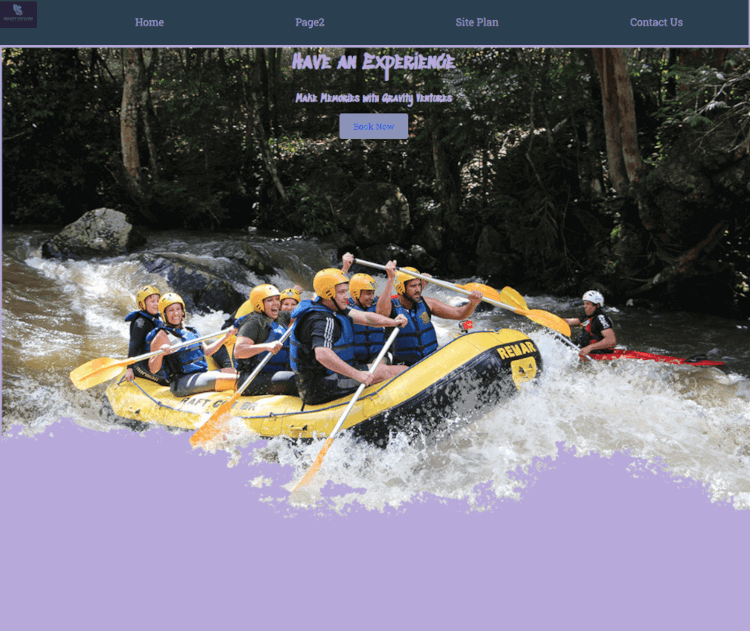 Home Page2 Site Plan Contact Us
Have an Experience
Make Memories with Gravity Ventures
Book Now
REMAR